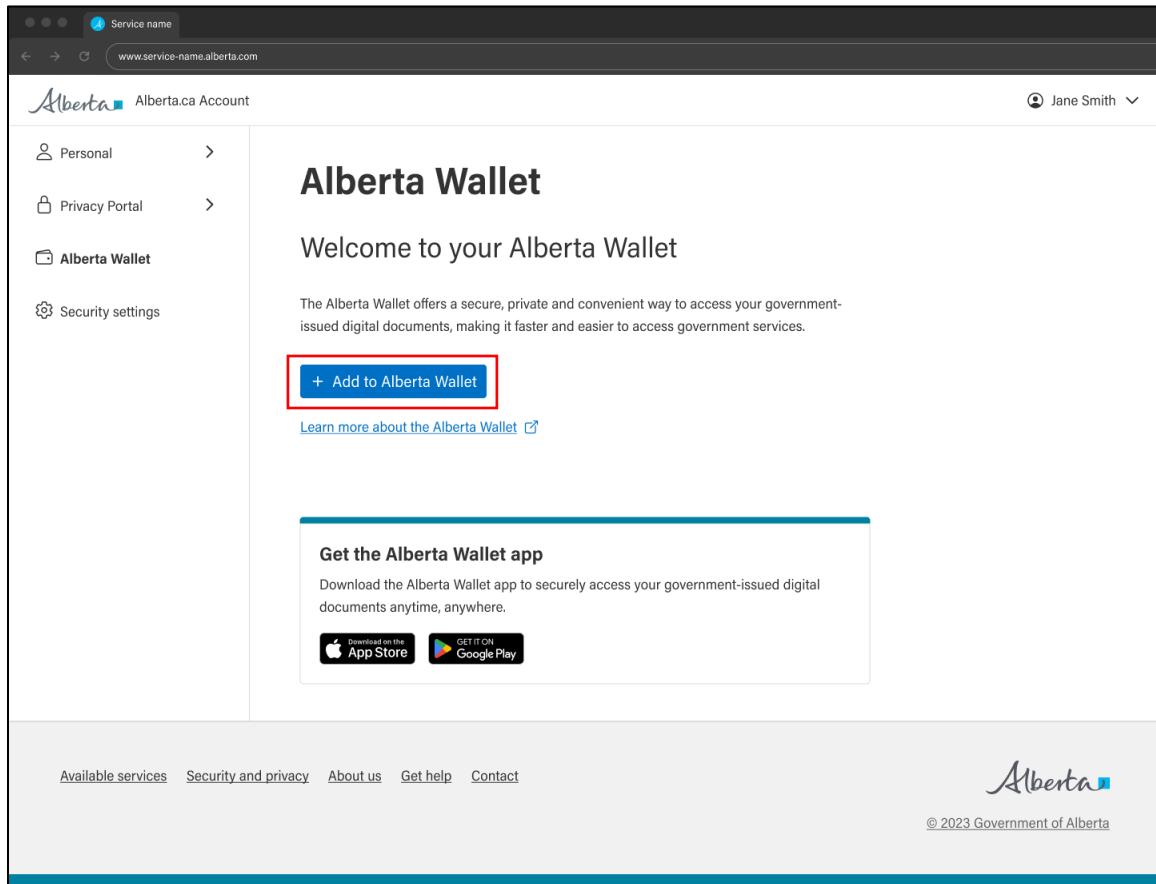 Service name
www.service-name.alberta.com
Alberta Alberta.ca Account
Jane Smith
Personal
Privacy Portal
Alberta Wallet
Security settings
Alberta Wallet
Welcome to your Alberta Wallet
The Alberta Wallet offers a secure, private and convenient way to access your government-
issued digital documents, making it faster and easier to access government services.
+ Add to Alberta Wallet
Learn more about the Alberta Wallet
Get the Alberta Wallet app
Download the Alberta Wallet app to securely access your government-issued digital
documents anytime, anywhere.
Download on the
App Store
GET IT ON
Google Play
Available services Security and privacy About us Get help Contact
Alberta
© 2023 Government of Alberta